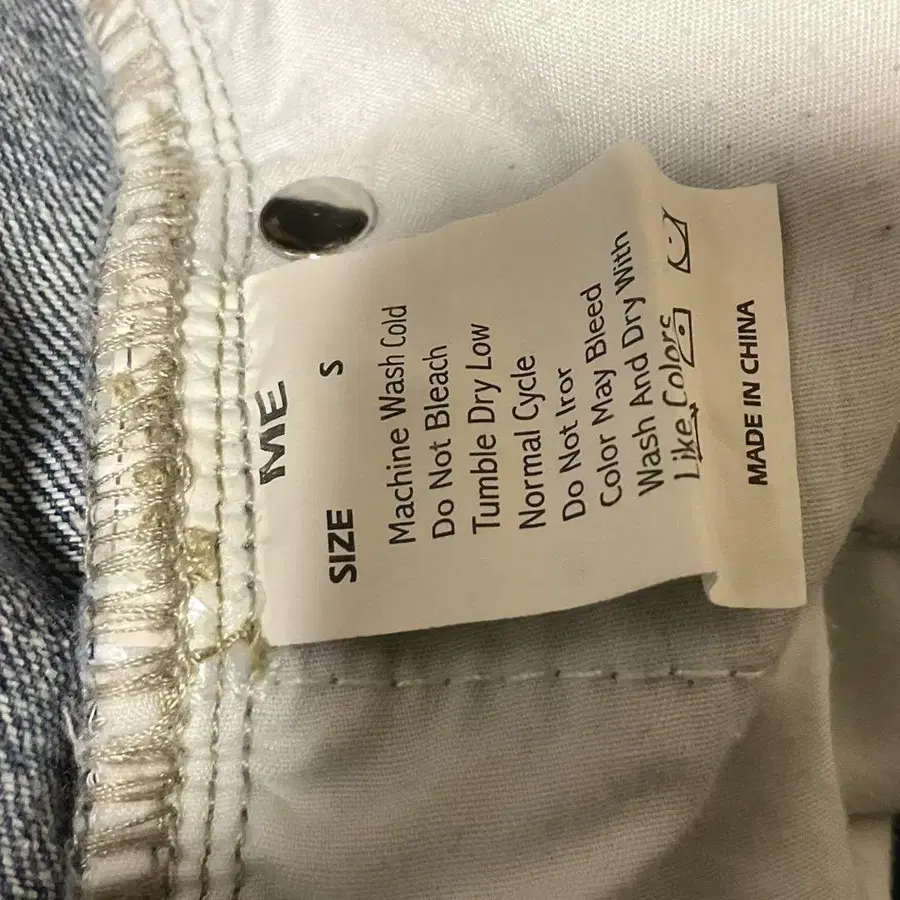 ME
SIZE S
Machine Wash Cold
Do Not Bleach
Tumble Dry Low
Normal Cycle
Do Not Iror
Color May Bleed
Wash And Dry With
Like Colors
MADE IN CHINA